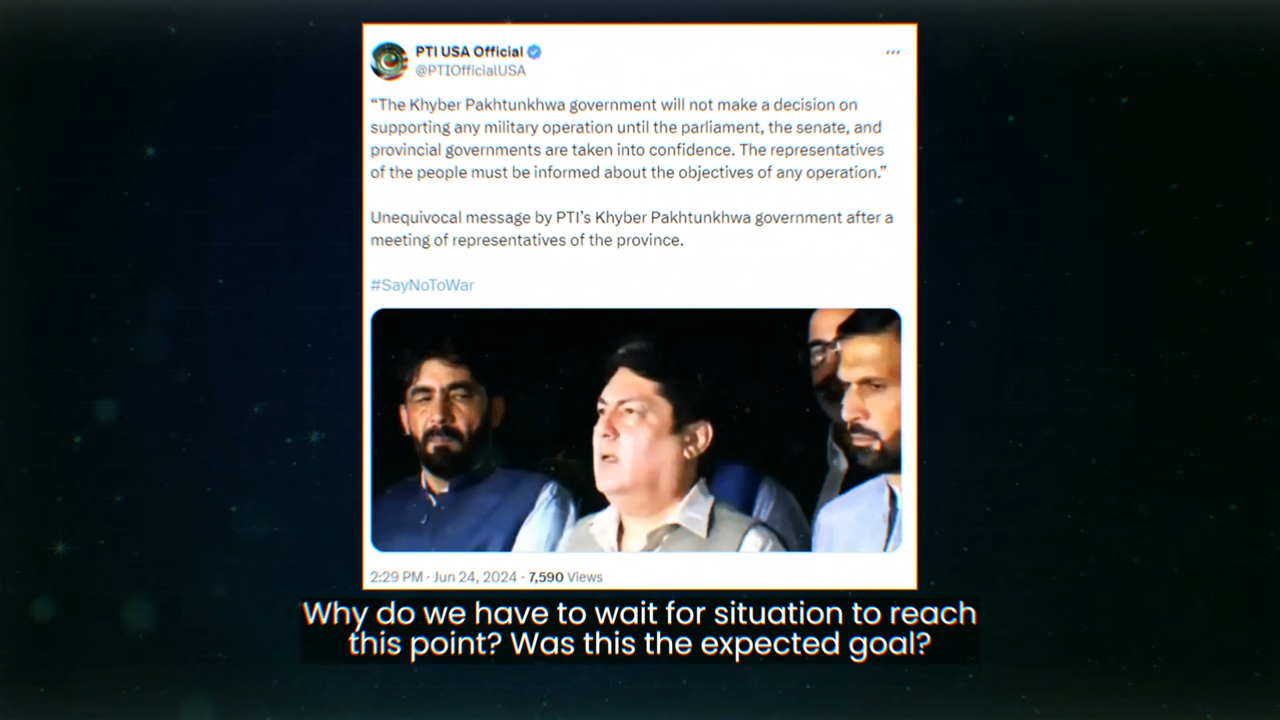 PTI USA Official
@PTIOfficialUSA
“The Khyber Pakhtunkhwa government will not make a decision on
supporting any military operation until the parliament, the senate, and
provincial governments are taken into confidence. The representatives
of the people must be informed about the objectives of any operation.”
Unequivocal message by PTI’s Khyber Pakhtunkhwa government after a
meeting of representatives of the province.
#SayNoToWar
2:29 PM · Jun 24, 2024 · 7,590 Views
Why do we have to wait for situation to reach
this point? Was this the expected goal?